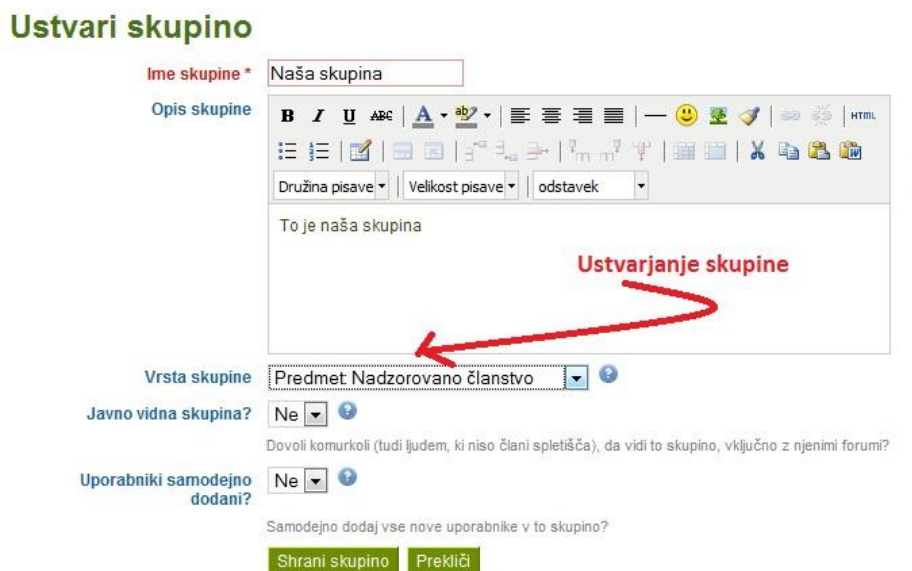 Ustvari skupino
Ime skupine * Naša skupina
Opis skupine
B I U ABC A ab HTML
Družina pisave Velikost pisave odstavek
To je naša skupina
Ustvarjanje skupine
Vrsta skupine Predmet: Nadzorovano članstvo
Javno vidna skupina? Ne
Dovoli komurkoli (tudi ljudem, ki niso člani spletišča), da vidi to skupino, vključno z njenimi forumi?
Uporabniki samodejno Ne
dodani?
Samodejno dodaj vse nove uporabnike v to skupino?
Shrani skupino Prekliči